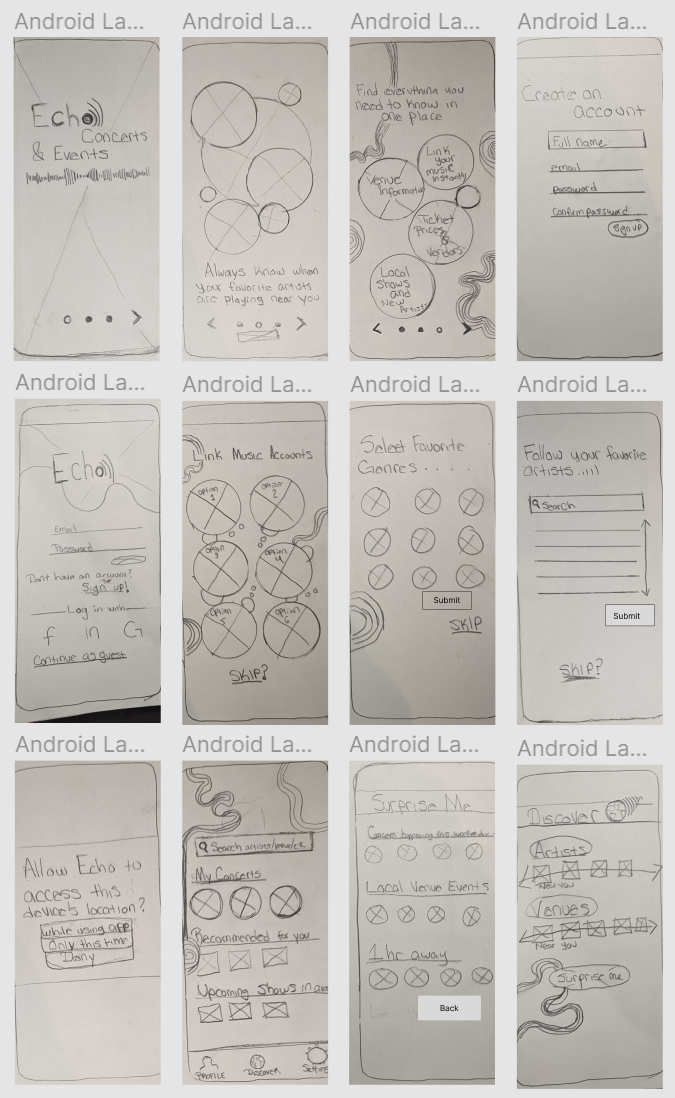 Android La...
Android La...
Android La...
Android La...
Echo
Concerts
& Events
Always know when
your favorite artists
are playing near you
Find everything you
need to know in
one place
Link
your
music
instantly
Venue
Information
Ticket
Prices
&
Vendors
Local
Shows
and
New
Artists
Create an
account
Full name
email
password
Confirm password
Sign up
Android La...
Android La...
Android La...
Android La...
Echo
Email
Password
Don't have an account?
Sign up!
Log in with
f in G
Continue as guest
Link Music Accounts
option
1
option
2
option
3
option
4
option
5
option
6
SKIP?
Select Favorite
Genres . . . .
Submit
SKIP
Follow your favorite
artists.....
Search
Submit
SKIP?
Android La...
Android La...
Android La...
Android La...
Allow Echo to
access this
device's location?
while using app
Only this time
Deny
Search artists/
My Concerts
Recommended for you
Upcoming Shows in
PROFILE
DISCOVER
Setting
Surprise Me
Concerts happening this
Local Venue Events
1 hr away
Back
Discover
Artists
Near you
Venues
Near you
Surprise me